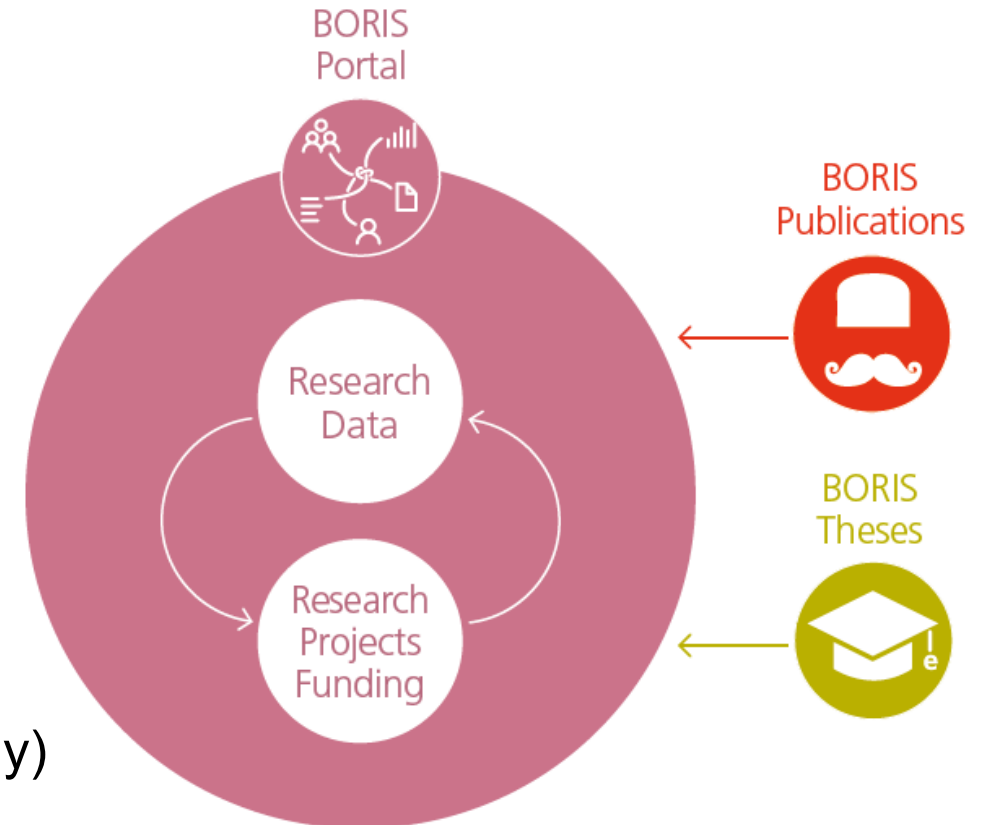 BORIS
Portal
BORIS
Publications
Research
Data
BORIS
Theses
e
Research
Projects
Funding
y)